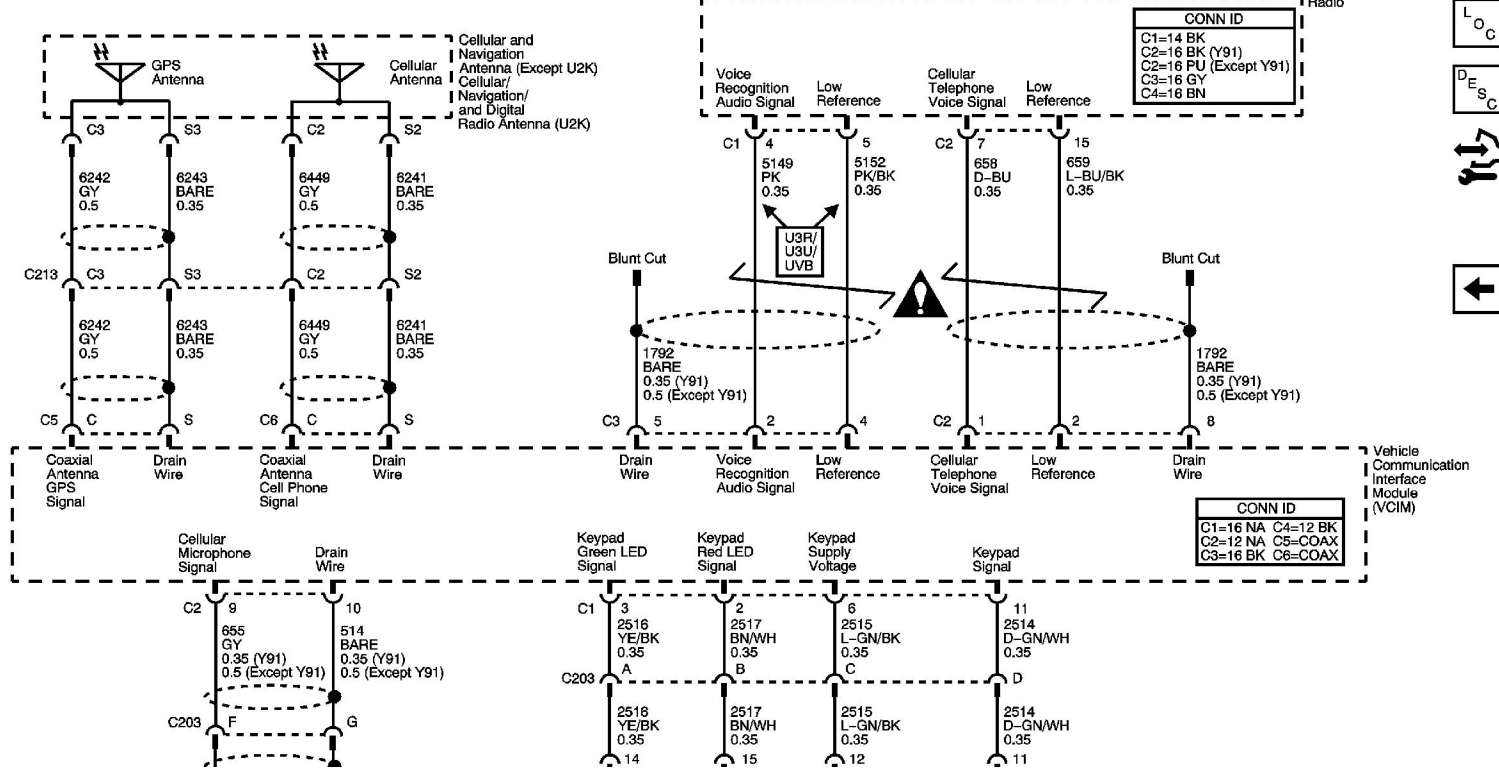 Radio
CONN ID
C1=14 BK
C2=16 BK (Y91)
C2=16 PU (Except Y91)
C3=16 GY
C4=16 BN
L
O
C
D
E
S
C
Cellular and
Navigation
Antenna (Except U2K)
Cellular/
Navigation/
and Digital
Radio Antenna (U2K)
GPS
Antenna
Cellular
Antenna
Voice
Recognition
Audio Signal
Low
Reference
Cellular
Telephone
Voice Signal
Low
Reference
C3 S3 C2 S2
C1 4 5 C2 7 15
6242
GY
0.5
6243
BARE
0.35
6449
GY
0.5
6241
BARE
0.35
5149
PK
0.35
5152
PK/BK
0.35
658
D-BU
0.35
659
L-BU/BK
0.35
U3R/
U3U/
UVB
Blunt Cut
Blunt Cut
C213 C3 S3 C2 S2
6242
GY
0.5
6243
BARE
0.35
6449
GY
0.5
6241
BARE
0.35
1792
BARE
0.35 (Y91)
0.5 (Except Y91)
1792
BARE
0.35 (Y91)
0.5 (Except Y91)
C5 C S C6 C S C3 5 2 4 C2 1 2 8
Coaxial
Antenna
GPS
Signal
Drain
Wire
Coaxial
Antenna
Cell Phone
Signal
Drain
Wire
Drain
Wire
Voice
Recognition
Audio Signal
Low
Reference
Cellular
Telephone
Voice Signal
Low
Reference
Drain
Wire
Vehicle
Communication
Interface
Module
(VCIM)
CONN ID
C1=16 NA C4=12 BK
C2=12 NA C5=COAX
C3=16 BK C6=COAX
Cellular
Microphone
Signal
Drain
Wire
Keypad
Green LED
Signal
Keypad
Red LED
Signal
Keypad
Supply
Voltage
Keypad
Signal
C2 9 10 C1 3 2 6 11
655
GY
0.35 (Y91)
0.5 (Except Y91)
514
BARE
0.35 (Y91)
0.5 (Except Y91)
2516
YE/BK
0.35
2517
BN/WH
0.35
2515
L-GN/BK
0.35
2514
D-GN/WH
0.35
C203 A B C D
C203 F G
2516
YE/BK
0.35
2517
BN/WH
0.35
2515
L-GN/BK
0.35
2514
D-GN/WH
0.35
14 15 12 11